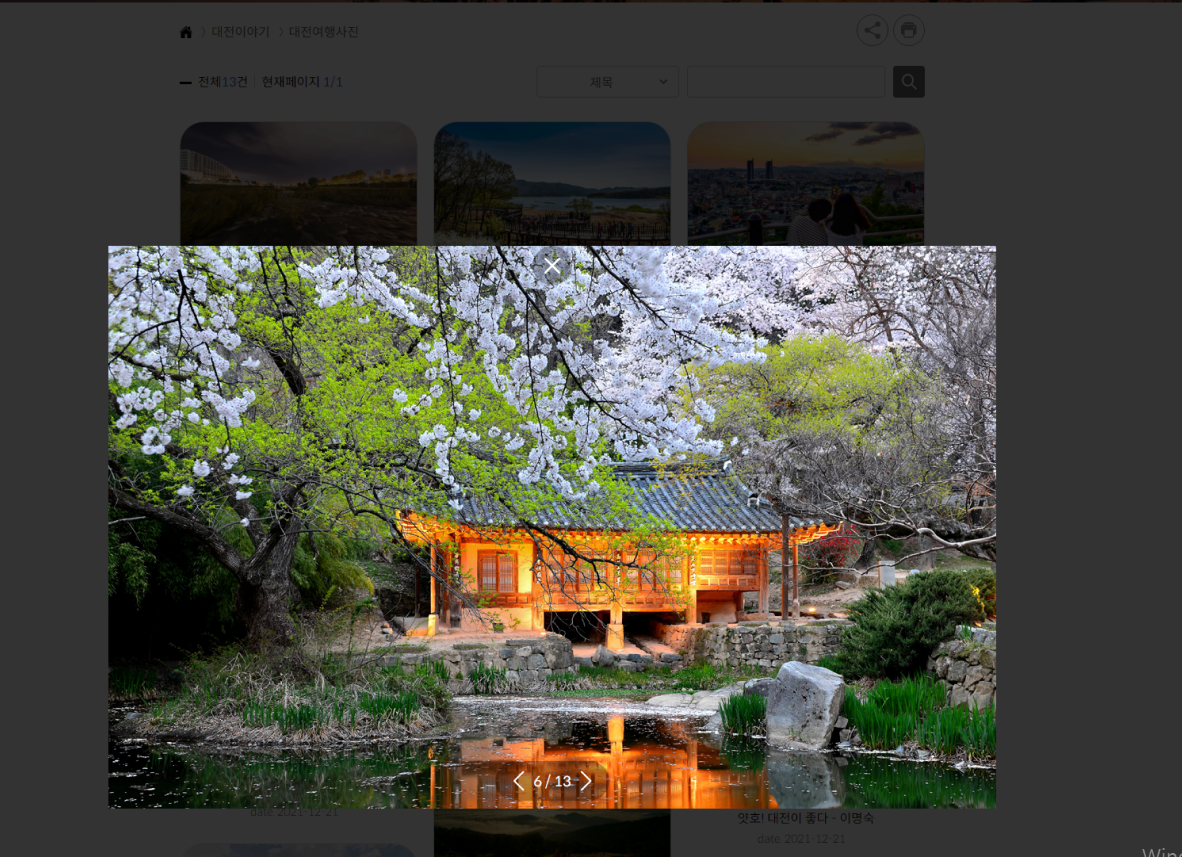 대전이야기 대전여행사진
전체13건 | 현재페이지 1/1 제목
6 / 13
date. 2021-12-21
앗호! 대전이 좋다 - 이명숙
date. 2021-12-21